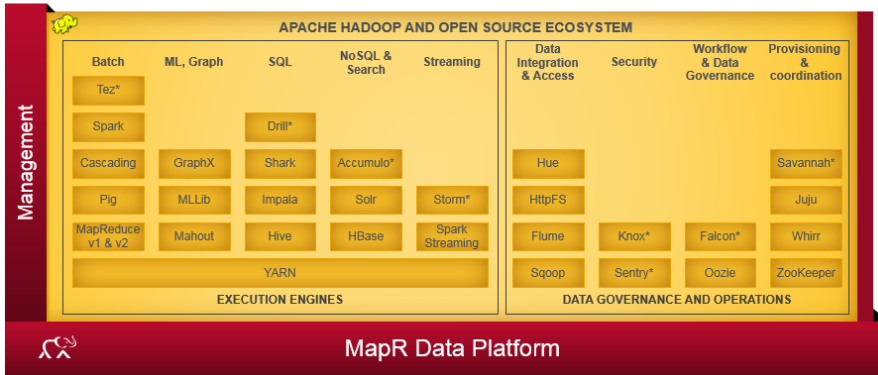 APACHE HADOOP AND OPEN SOURCE ECOSYSTEM
Management
Batch
ML, Graph
SQL
NoSQL &
Search
Streaming
Data
Integration
& Access
Security
Workflow
& Data
Governance
Provisioning
&
coordination
Tez*
Spark
Drill*
Cascading
GraphX
Shark
Accumulo*
Hue
Savannah*
Pig
MLLib
Impala
Solr
Storm*
HttpFS
Juju
MapReduce
v1 & v2
Mahout
Hive
HBase
Spark
Streaming
Flume
Knox*
Falcon*
Whirr
YARN
Sqoop
Sentry*
Oozie
ZooKeeper
EXECUTION ENGINES
DATA GOVERNANCE AND OPERATIONS
MapR Data Platform